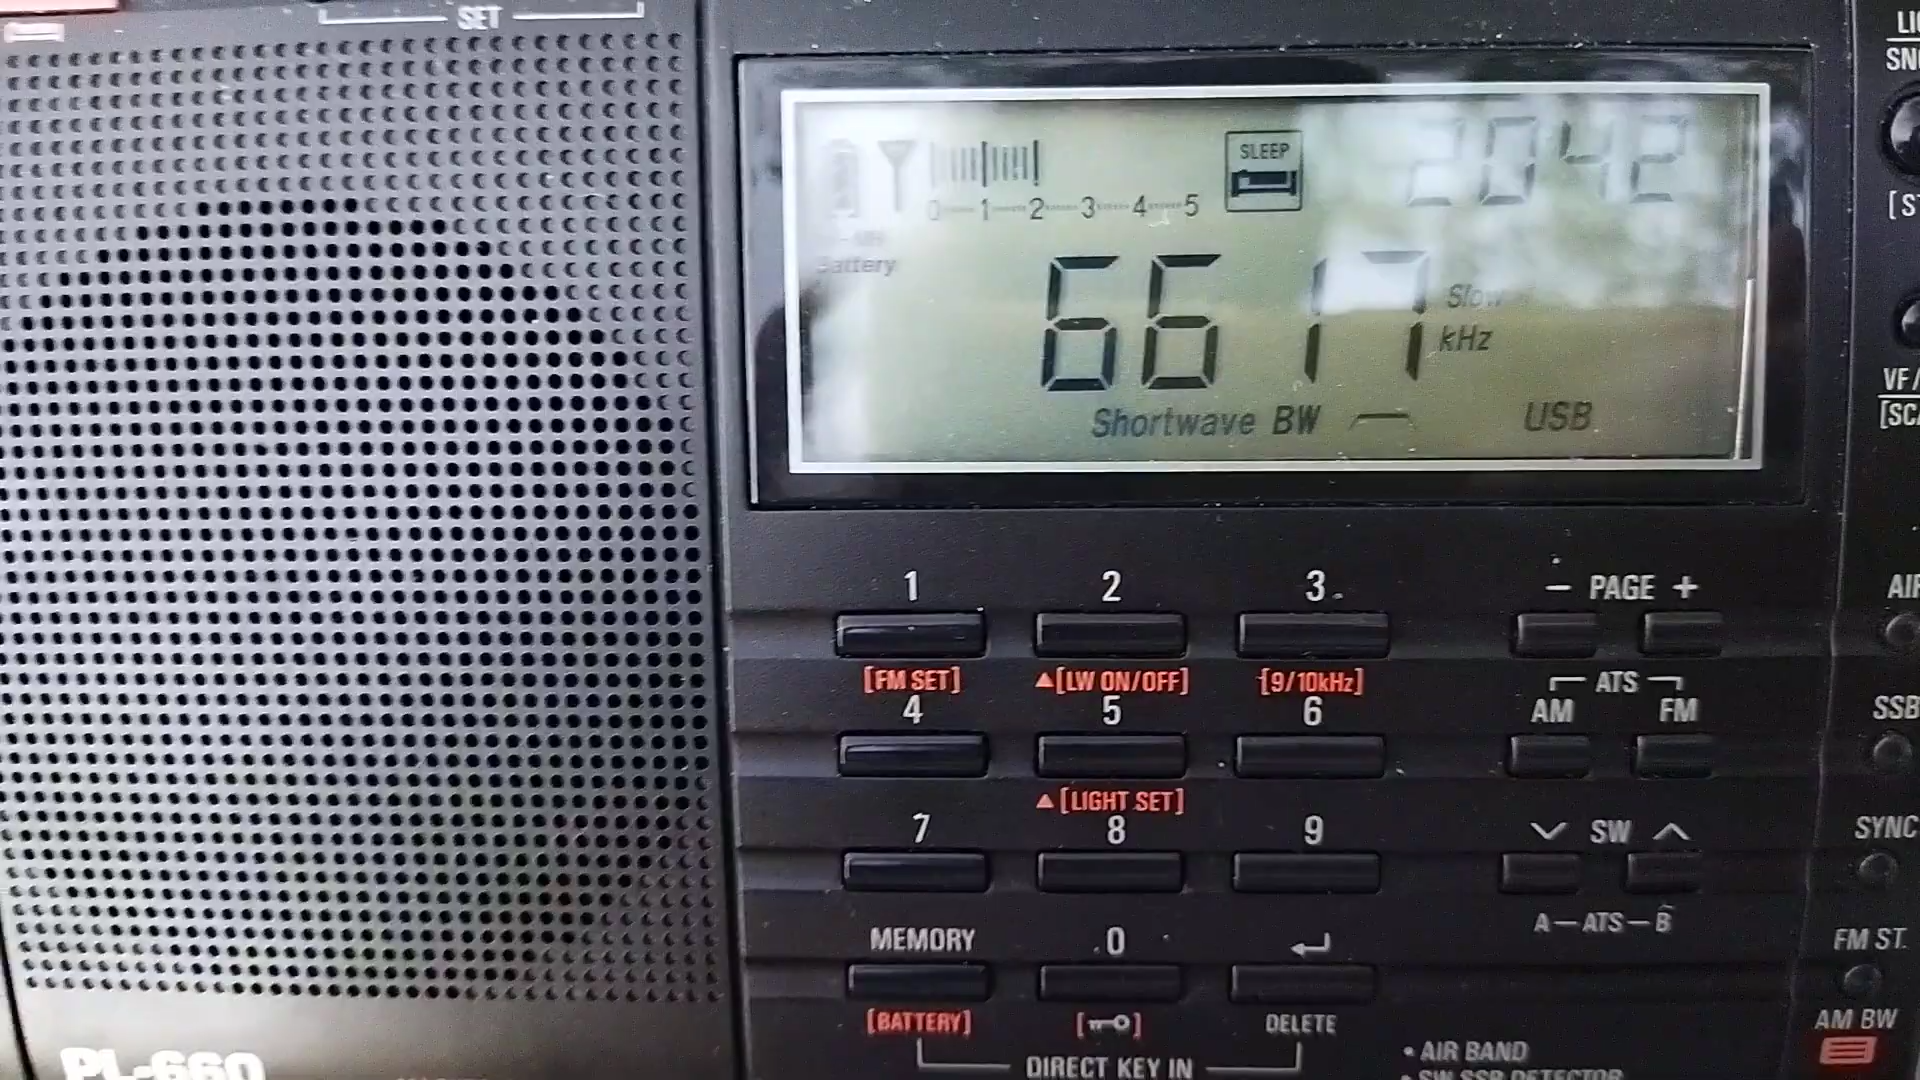 SET
SLEEP
2042
0 1 2 3 4 5
Battery
6617
Slow
kHz
Shortwave BW
USB
1 2 3
- PAGE +
[FM SET] [LW ON/OFF] [9/10kHz]
ATS
4 5 6
AM FM
SSB
[LIGHT SET]
7 8 9
SW
SYNC
A—ATS—B
MEMORY 0
FM ST.
[BATTERY]
DELETE
AM BW
DIRECT KEY IN
• AIR BAND
• SW SSB DETECTOR
PL-660